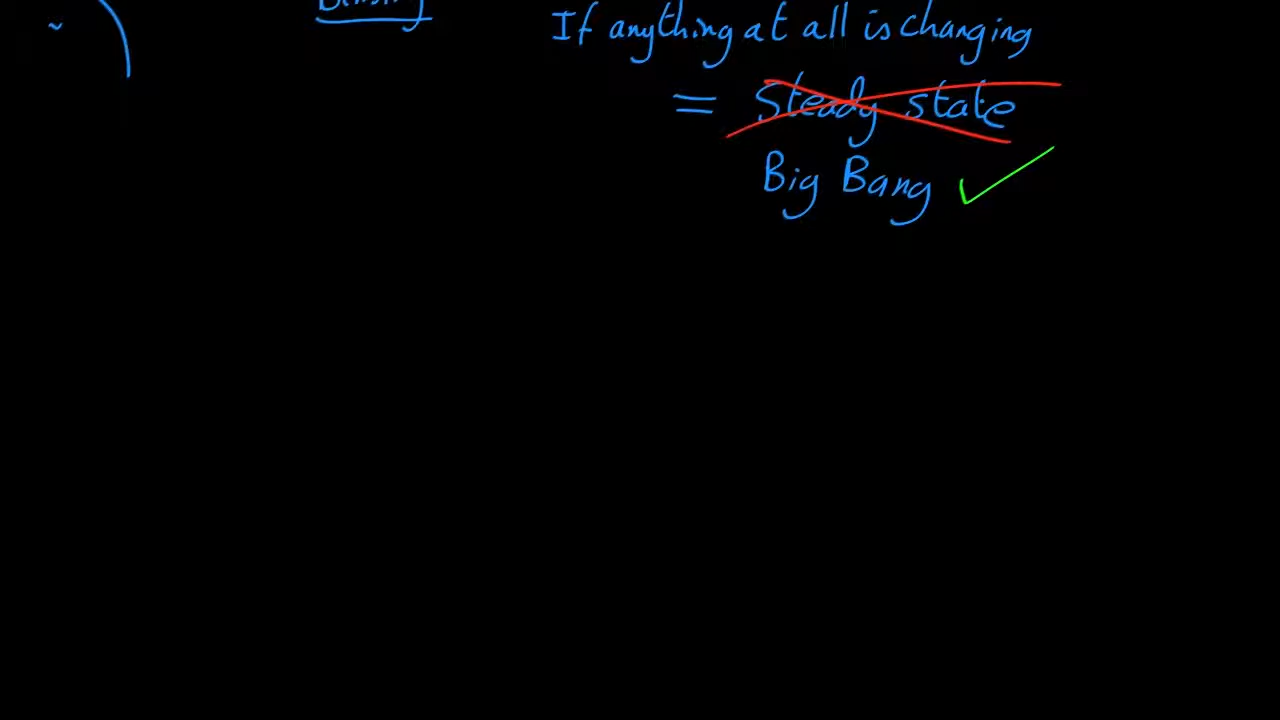 If anything at all is changing
= Steady state
Big Bang